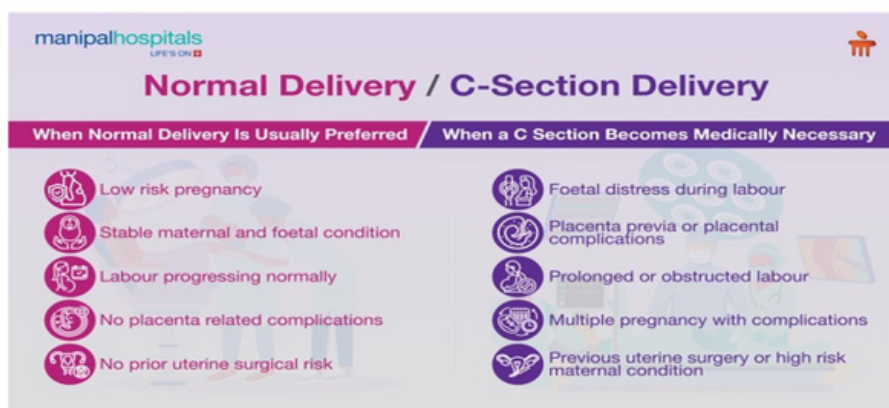 manipalhospitals
LIFE'S ON
Normal Delivery / C-Section Delivery
When Normal Delivery Is Usually Preferred
Low risk pregnancy
Stable maternal and foetal condition
Labour progressing normally
No placenta related complications
No prior uterine surgical risk
When a C Section Becomes Medically Necessary
Foetal distress during labour
Placenta previa or placental
complications
Prolonged or obstructed labour
Multiple pregnancy with complications
Previous uterine surgery or high risk
maternal condition